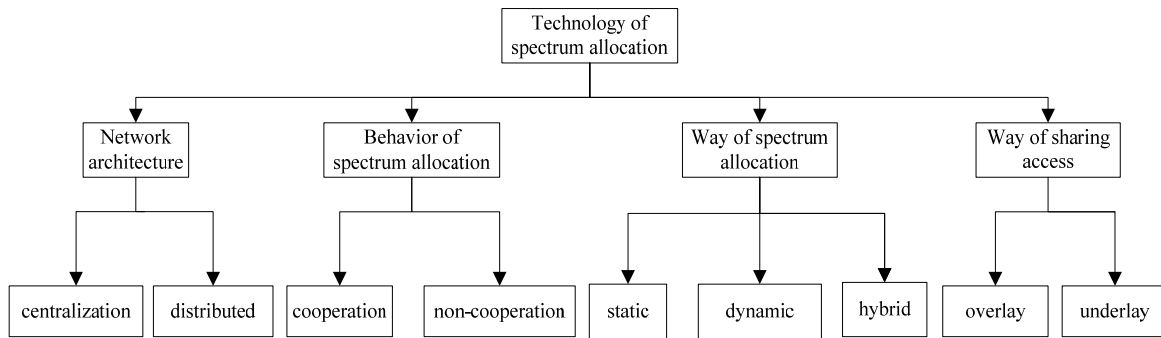 Technology of
spectrum allocation
Network
architecture
Behavior of
spectrum allocation
Way of spectrum
allocation
Way of sharing
access
centralization
distributed
cooperation
non-cooperation
static
dynamic
hybrid
overlay
underlay